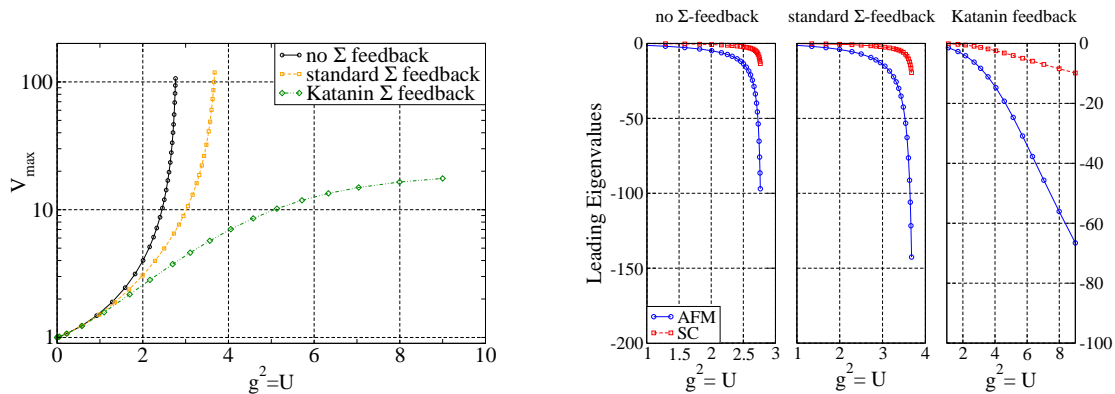 no Σ feedback
standard Σ feedback
Katanin Σ feedback
100
10
1
V_max
0 2 4 6 8 10
g²=U
no Σ-feedback standard Σ-feedback Katanin feedback
0
-50
-100
-150
-200
Leading Eigenvalues
AFM
SC
1 1.5 2 2.5 3
g²= U
1 2 3 4
g²= U
2 4 6 8
g²= U
0
-20
-40
-60
-80
-100